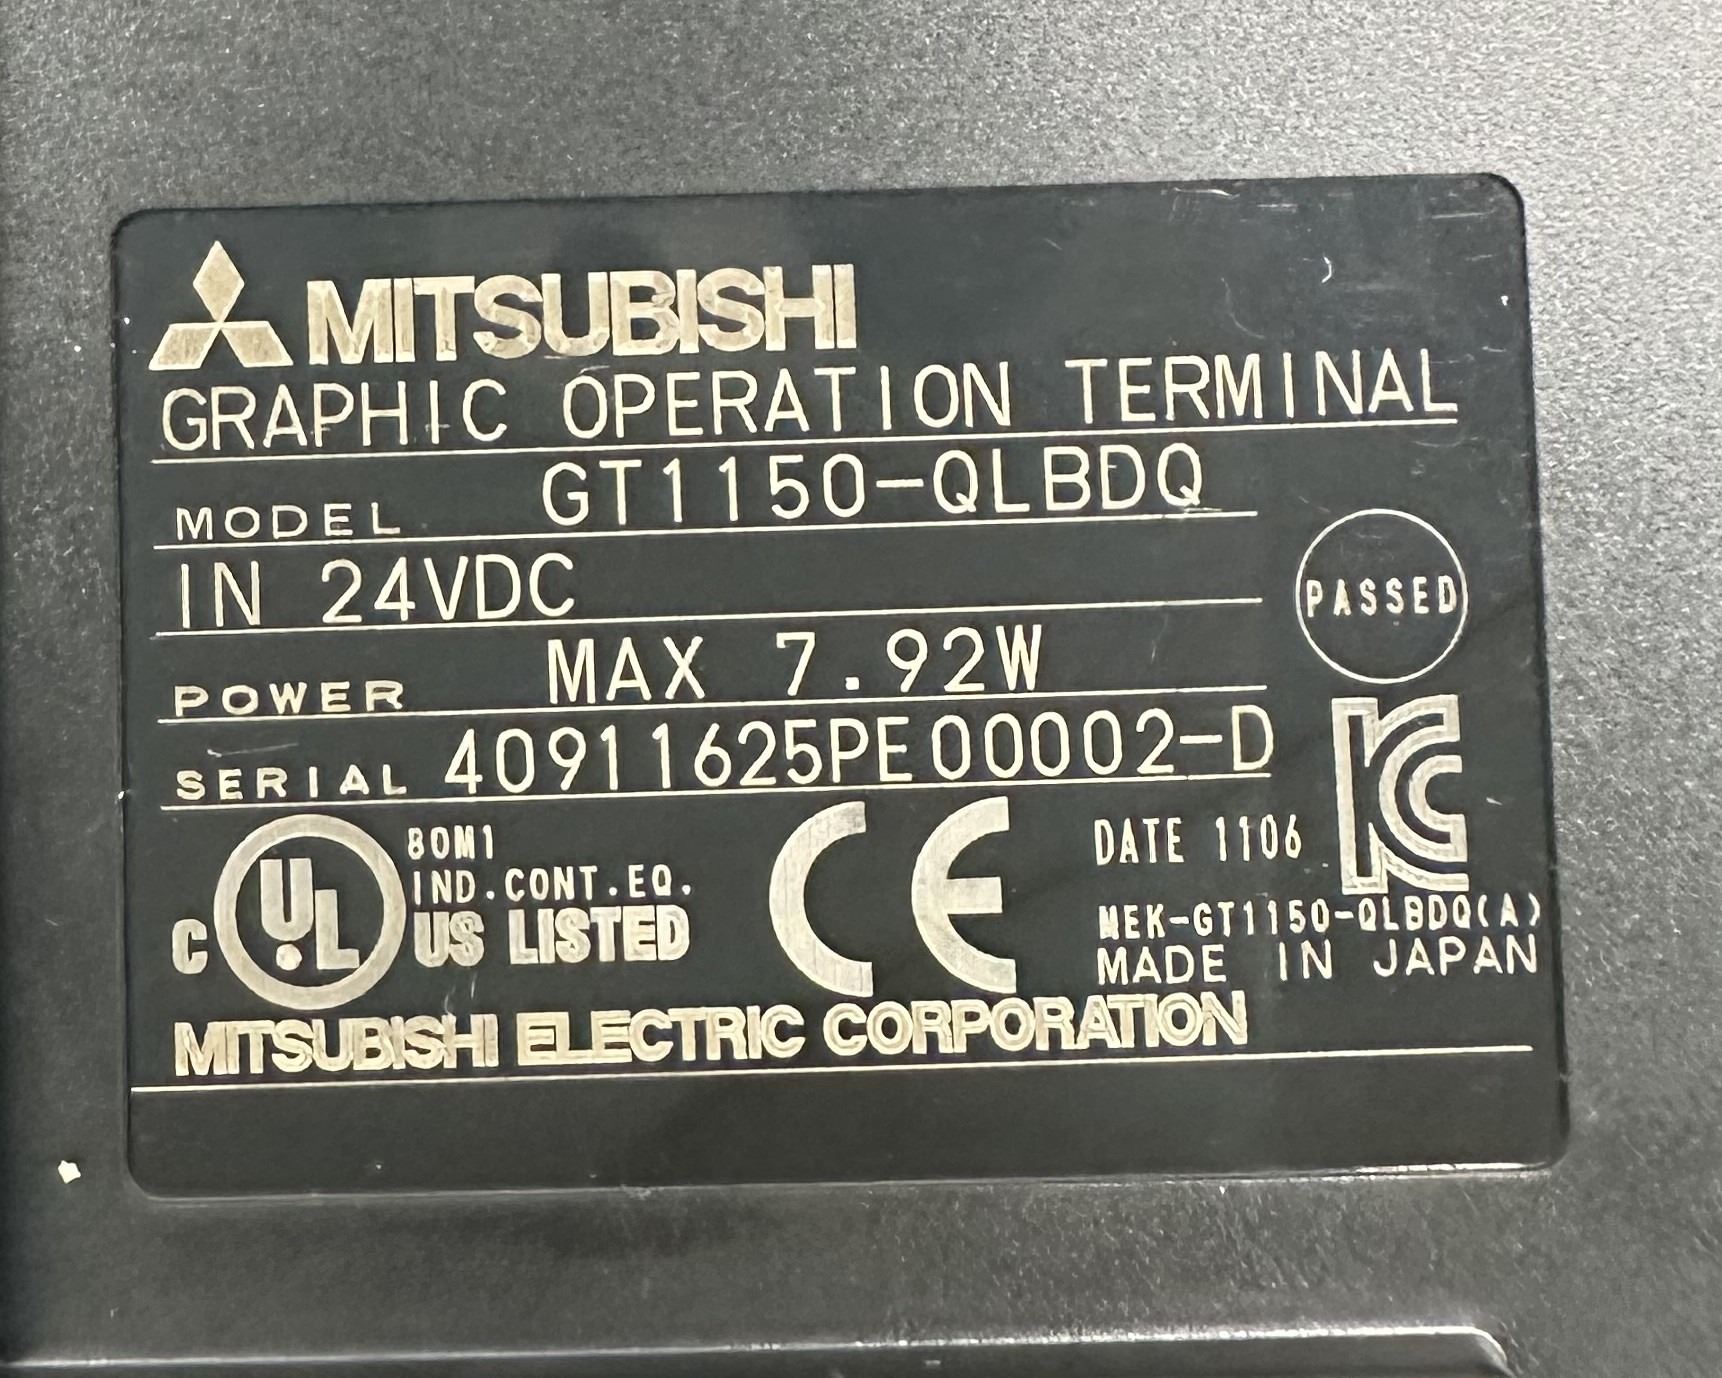 MITSUBISHI
GRAPHIC OPERATION TERMINAL
MODEL GT1150-QLBDQ
IN 24VDC
PASSED
POWER MAX 7.92W
SERIAL 40911625PE00002-D
C UL US LISTED
80M1
IND.CONT.EQ.
CE
DATE 1106
KC
MEK-GT1150-QLBDQ(A)
MADE IN JAPAN
MITSUBISHI ELECTRIC CORPORATION